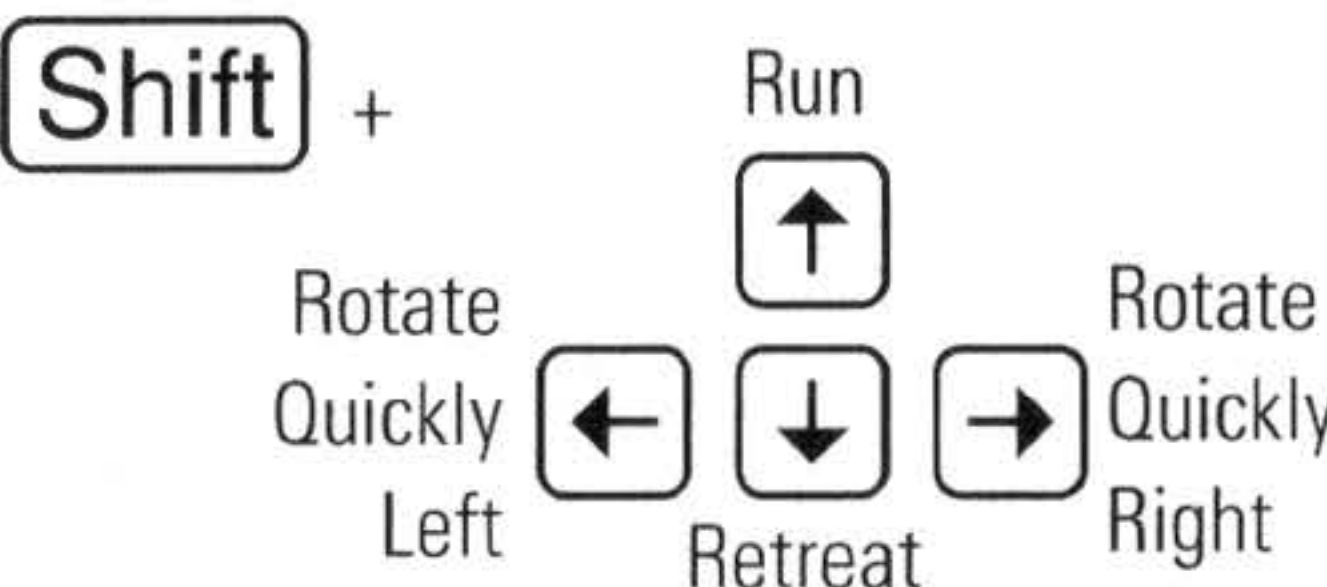 Shift +
Run
↑
Rotate
Quickly
Left
←
↓
→
Rotate
Quickly
Right
Retreat